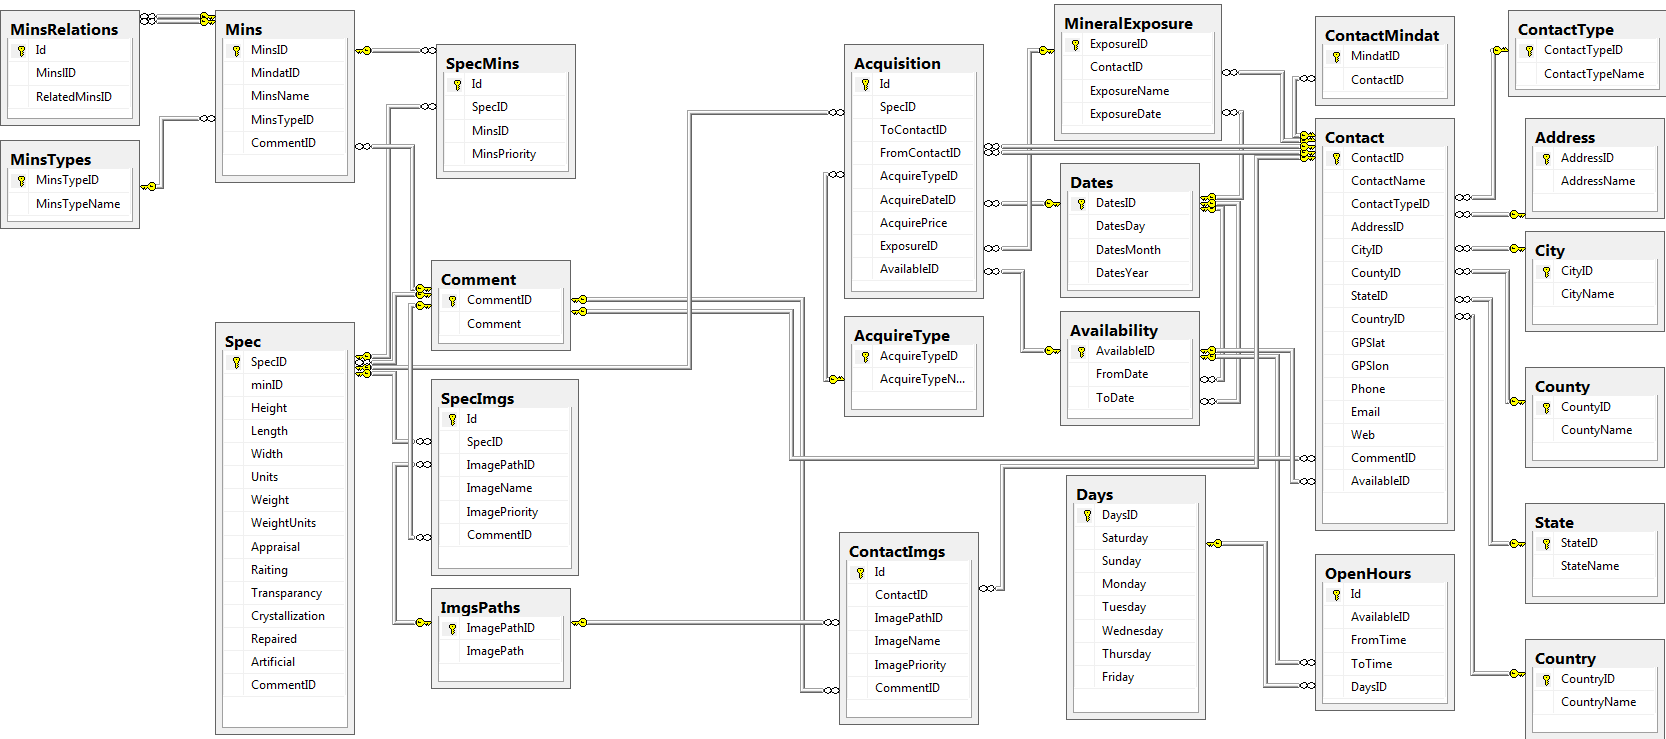 MinsRelations
Id
MinsIID
RelatedMinsID
MinsTypes
MinsTypeID
MinsTypeName
Mins
MinsID
MindatID
MinsName
MinsTypeID
CommentID
SpecMins
Id
SpecID
MinsID
MinsPriority
Comment
CommentID
Comment
Spec
SpecID
minID
Height
Length
Width
Units
Weight
WeightUnits
Appraisal
Raiting
Transparancy
Crystallization
Repaired
Artificial
CommentID
SpecImgs
Id
SpecID
ImagePathID
ImageName
ImagePriority
CommentID
ImgsPaths
ImagePathID
ImagePath
Acquisition
Id
SpecID
ToContactID
FromContactID
AcquireTypeID
AcquireDateID
AcquirePrice
ExposureID
AvailableID
AcquireType
AcquireTypeID
AcquireTypeN...
ContactImgs
Id
ContactID
ImagePathID
ImageName
ImagePriority
CommentID
MineralExposure
ExposureID
ContactID
ExposureName
ExposureDate
Dates
DatesID
DatesDay
DatesMonth
DatesYear
Availability
AvailableID
FromDate
ToDate
Days
DaysID
Saturday
Sunday
Monday
Tuesday
Wednesday
Thursday
Friday
ContactMindat
MindatID
ContactID
Contact
ContactID
ContactName
ContactTypeID
AddressID
CityID
CountyID
StateID
CountryID
GPSlat
GPSlon
Phone
Email
Web
CommentID
AvailableID
OpenHours
Id
AvailableID
FromTime
ToTime
DaysID
ContactType
ContactTypeID
ContactTypeName
Address
AddressID
AddressName
City
CityID
CityName
County
CountyID
CountyName
State
StateID
StateName
Country
CountryID
CountryName